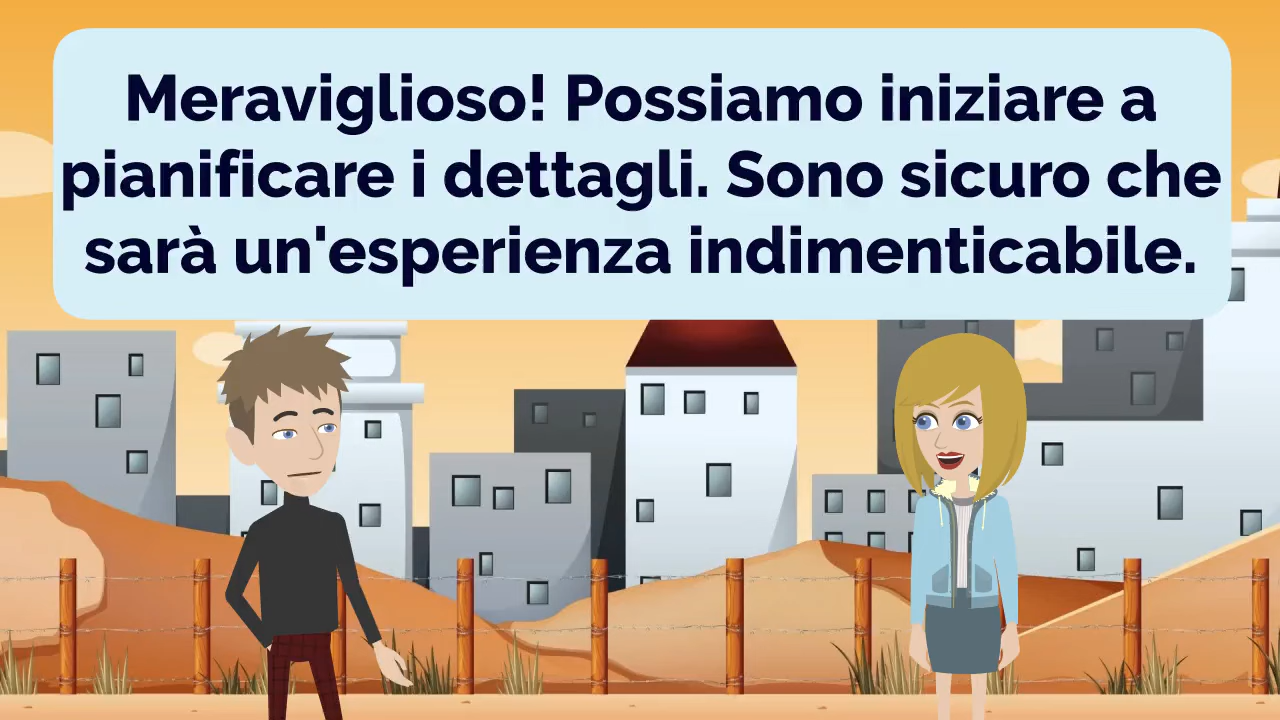 Meraviglioso! Possiamo iniziare a
pianificare i dettagli. Sono sicuro che
sarà un'esperienza indimenticabile.